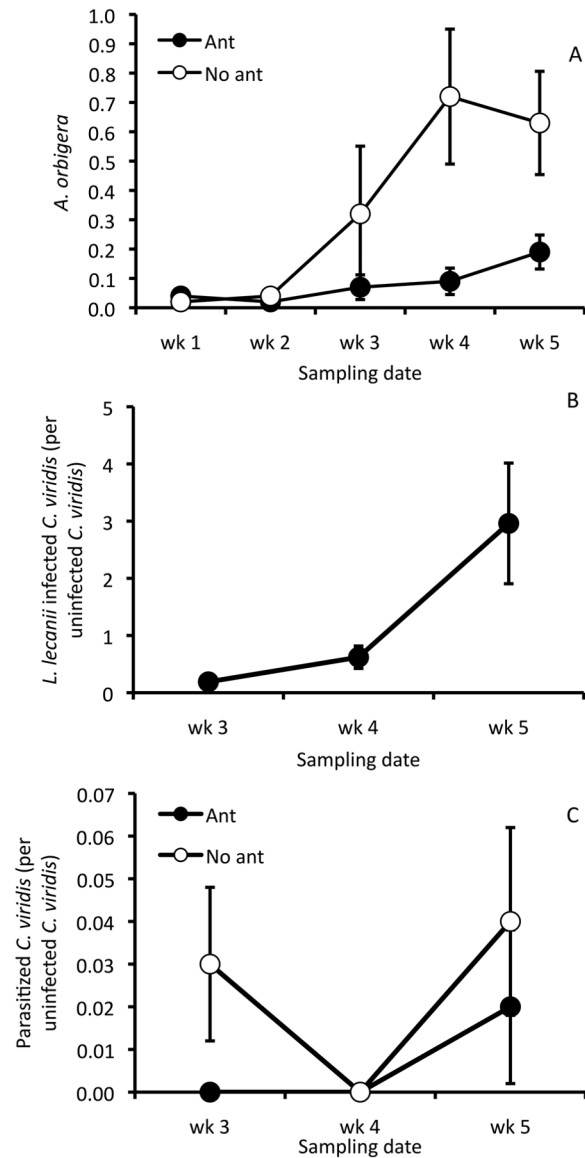 A
Ant
No ant
A. orbigera
1.0
0.9
0.8
0.7
0.6
0.5
0.4
0.3
0.2
0.1
0.0
wk 1 wk 2 wk 3 wk 4 wk 5
Sampling date
B
L. lecanii infected C. viridis (per
uninfected C. viridis)
5
4
3
2
1
0
wk 3 wk 4 wk 5
Sampling date
C
Ant
No ant
Parasitized C. viridis (per
uninfected C. viridis)
0.07
0.06
0.05
0.04
0.03
0.02
0.01
0.00
wk 3 wk 4 wk 5
Sampling date